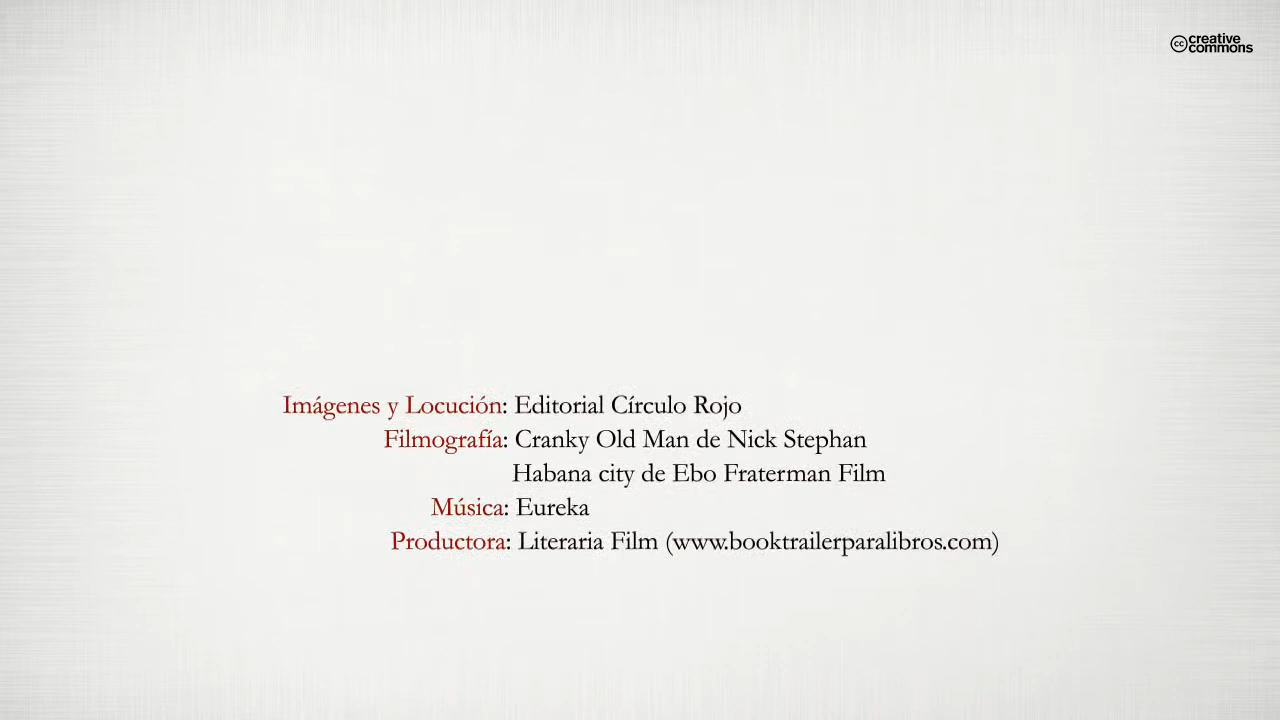 cc creative
commons
Imágenes y Locución: Editorial Círculo Rojo
Filmografía: Cranky Old Man de Nick Stephan
Habana city de Ebo Fraterman Film
Música: Eureka
Productora: Literaria Film (www.booktrailerparalibros.com)